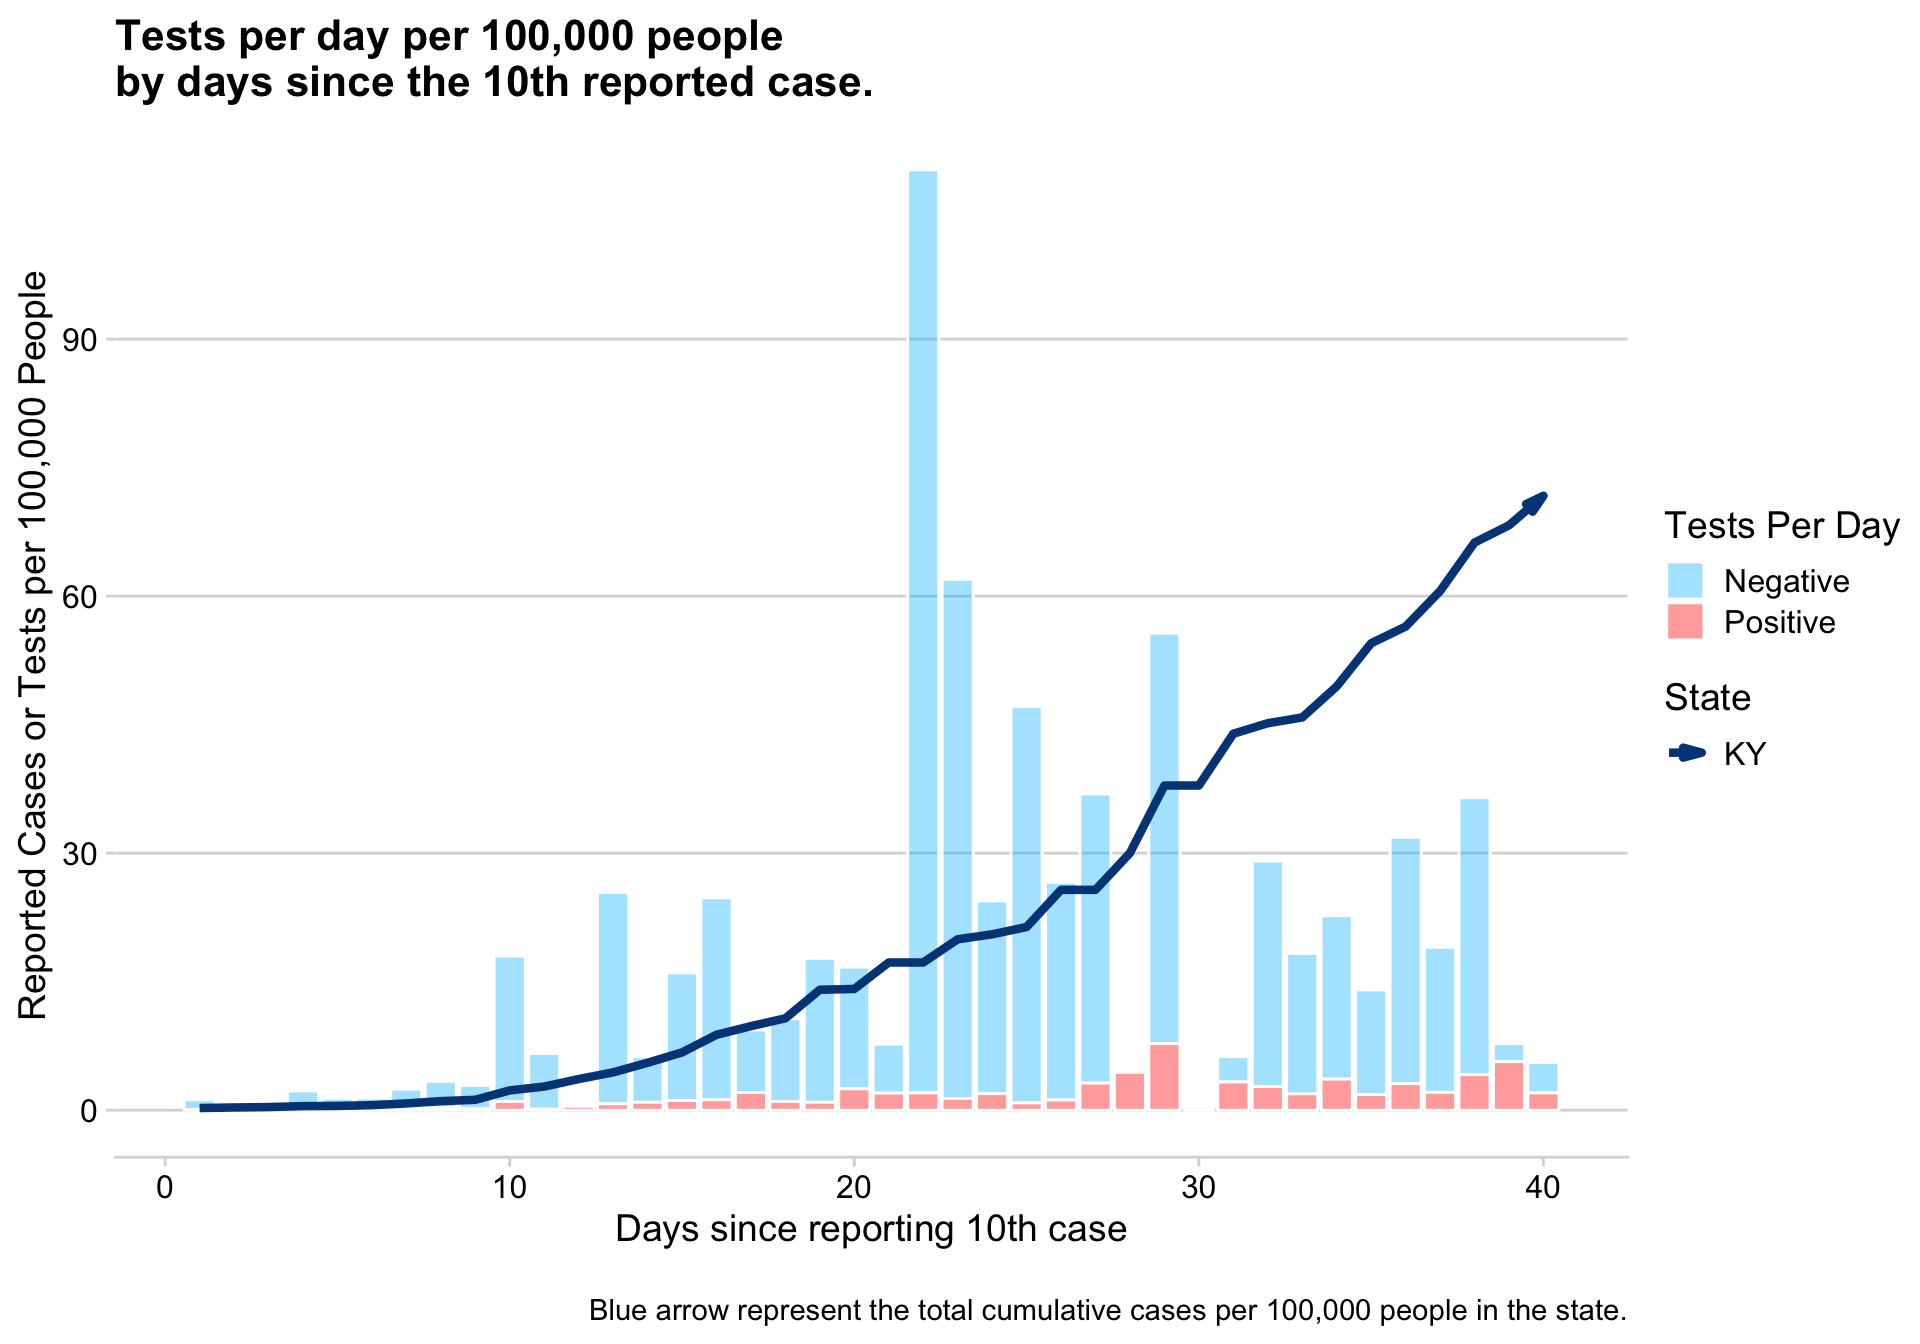 Tests per day per 100,000 people
by days since the 10th reported case.
Reported Cases or Tests per 100,000 People
90
60
30
0
0
10
20
30
40
Days since reporting 10th case
Tests Per Day
Negative
Positive
State
KY
Blue arrow represent the total cumulative cases per 100,000 people in the state.